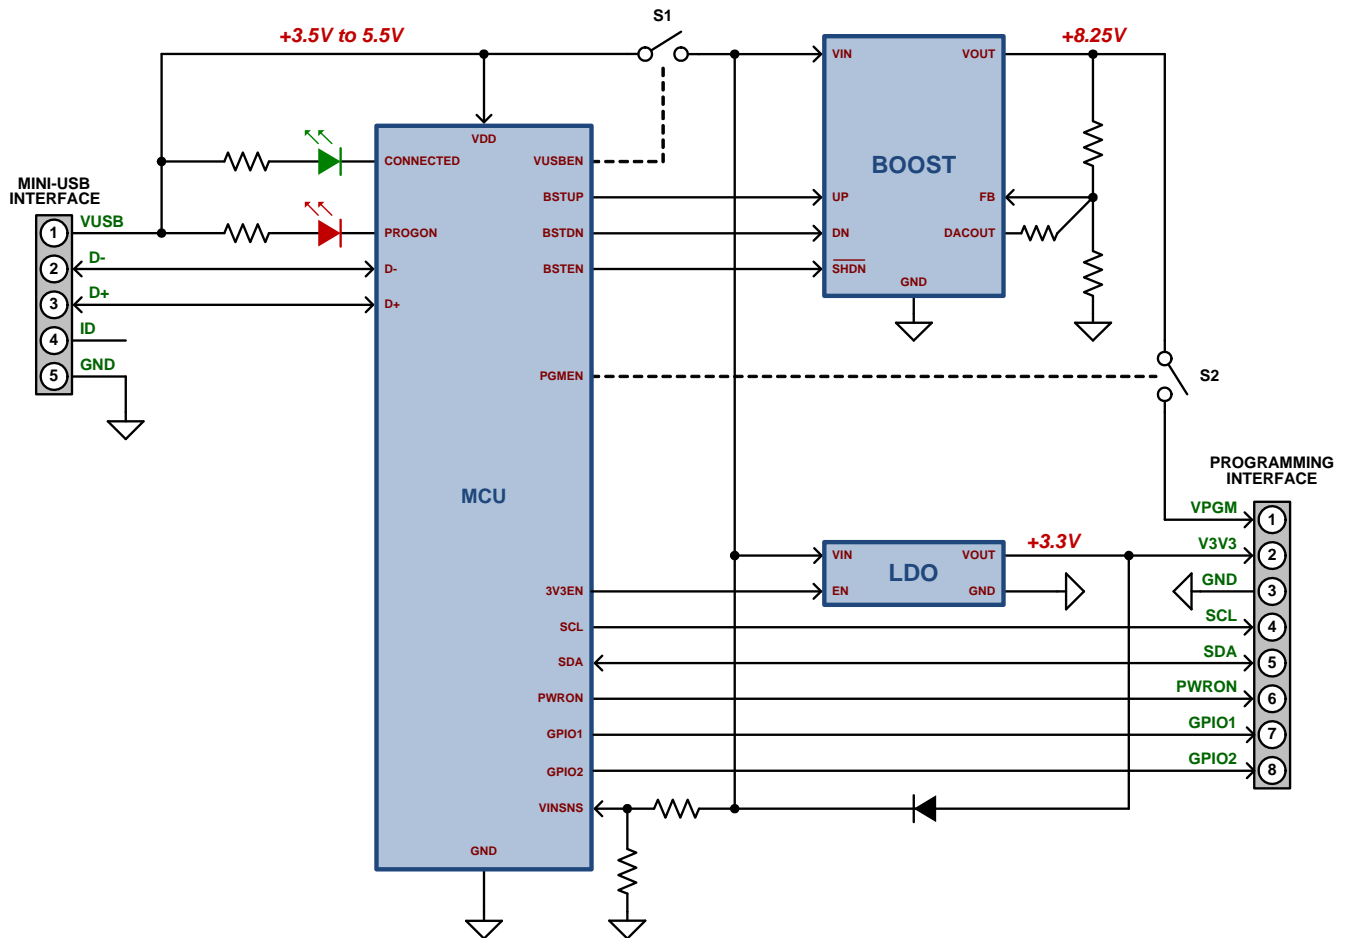 S1
+3.5V to 5.5V
+8.25V
VIN
VOUT
VDD
CONNECTED
VUSBEN
BOOST
MINI-USB
INTERFACE
BSTUP
UP
FB
1
VUSB
PROGON
BSTDN
DN
DACOUT
2
D-
D-
BSTEN
SHDN
GND
3
D+
D+
4
ID
5
GND
PGMEN
S2
PROGRAMMING
INTERFACE
MCU
VPGM
1
+3.3V
V3V3
2
VIN
VOUT
LDO
3V3EN
EN
GND
GND
3
SCL
SCL
4
SDA
SDA
5
PWRON
PWRON
6
GPIO1
GPIO1
7
GPIO2
GPIO2
8
VINSNS
GND